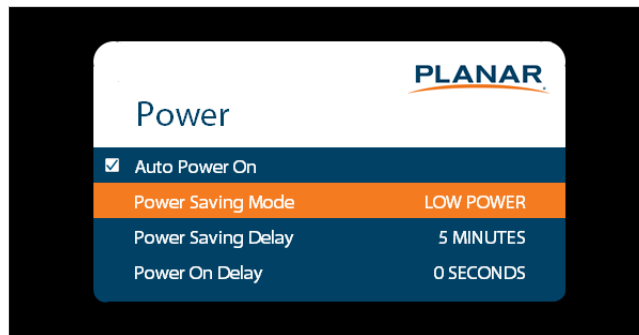 PLANAR
Power
Auto Power On
Power Saving Mode LOW POWER
Power Saving Delay 5 MINUTES
Power On Delay 0 SECONDS